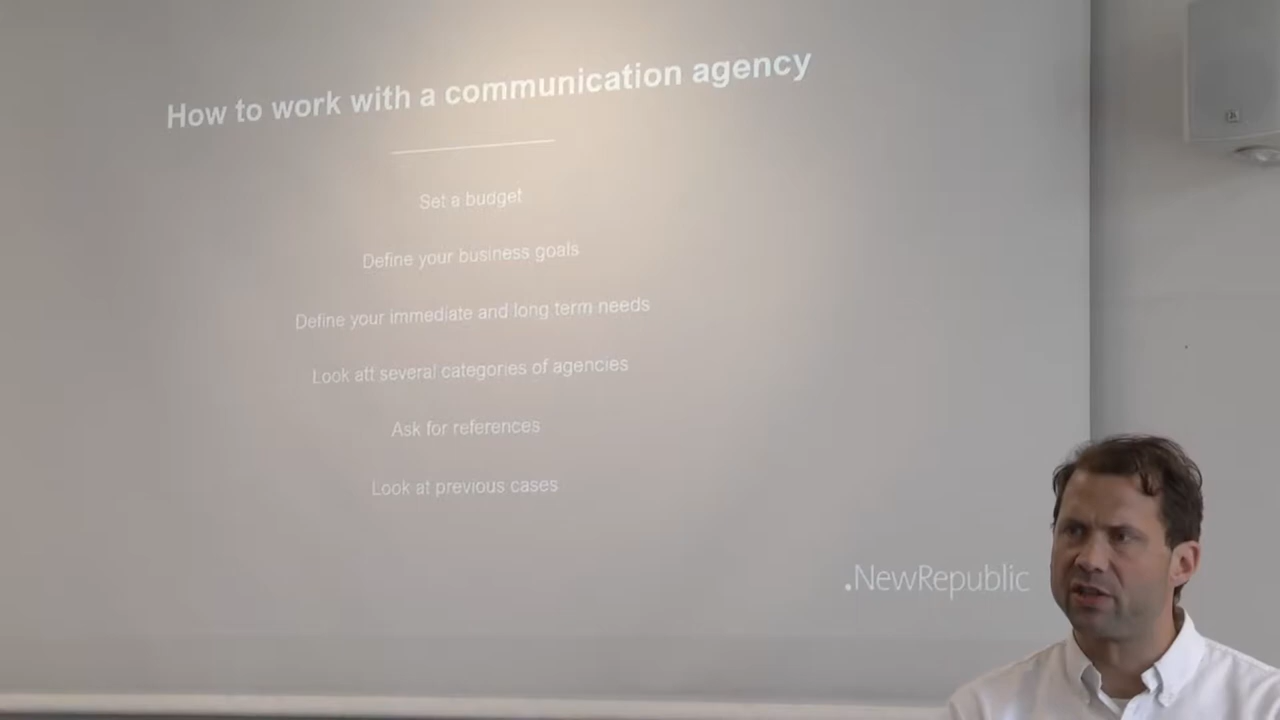 How to work with a communication agency
Set a budget
Define your business goals
Define your immediate and long term needs
Look att several categories of agencies
Ask for references
Look at previous cases
.NewRepublic